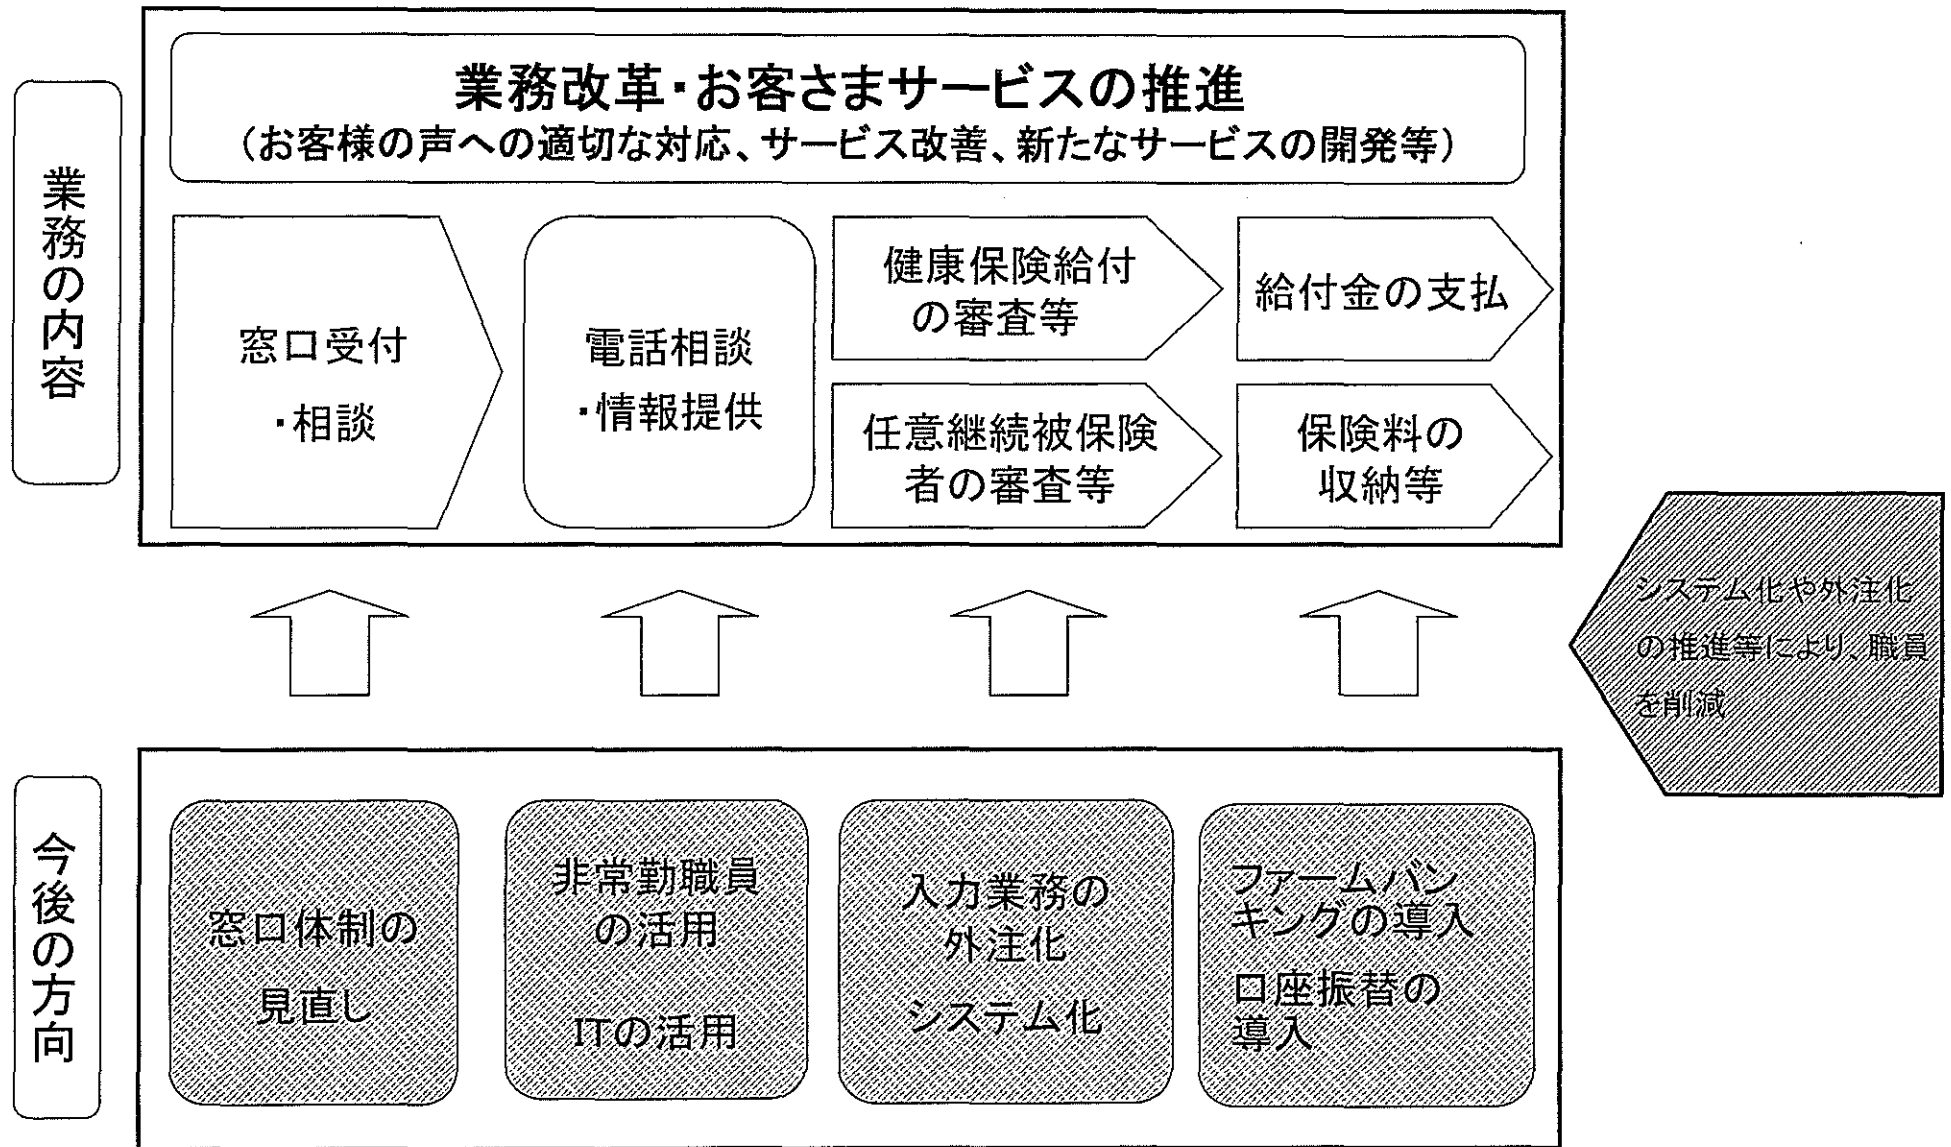 業務の内容
業務改革・お客さまサービスの推進
(お客様の声への適切な対応、サービス改善、新たなサービスの開発等)
窓口受付
・相談
電話相談
・情報提供
健康保険給付
の審査等
給付金の支払
任意継続被保険
者の審査等
保険料の
収納等
システム化や外注化
の推進等により、職員
を削減
今後の方向
窓口体制の
見直し
非常勤職員
の活用
ITの活用
入力業務の
外注化
システム化
ファームバン
キングの導入
口座振替の
導入